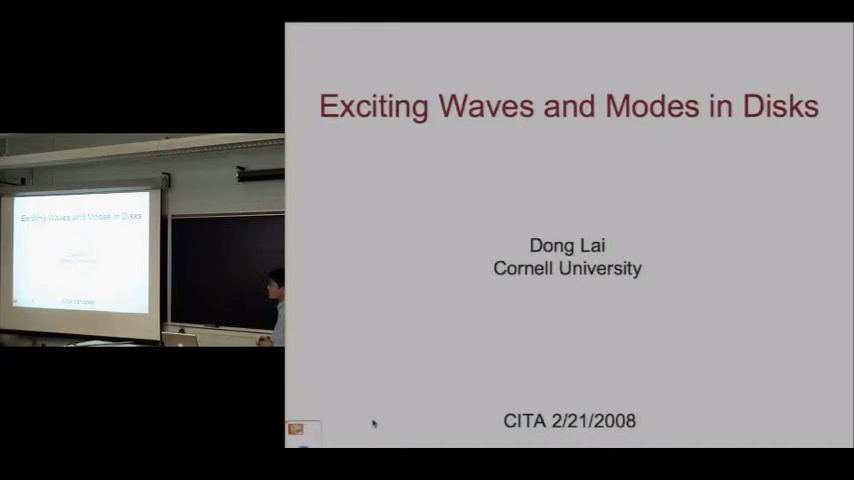 Exciting Waves and Modes in Disks
Dong Lai
Cornell University
CITA 2/21/2008
Exciting Waves and Modes in Disks